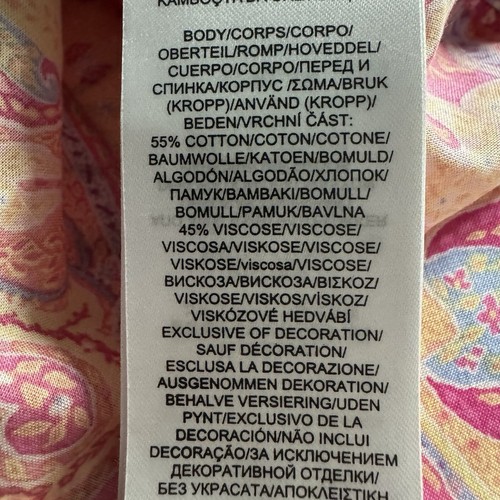 BODY/CORPS/CORPO/
OBERTEIL/ROMP/HOVEDDEL/
CUERPO/CORPO/ПЕРЕД И
СПИНКА/КОРПУС /ΣΩΜΑ/BRUK
(KROPP)/ANVÄND (KROPP)/
BEDEN/VRCHNÍ ČÁST:
55% COTTON/COTON/COTONE/
BAUMWOLLE/KATOEN/BOMULD/
ALGODÓN/ALGODÃO/ХЛОПОК/
ПАМУК/ΒΑΜΒΑΚΙ/BOMULL/
BOMULL/PAMUK/BAVLNA
45% VISCOSE/VISCOSE/
VISCOSA/VISKOSE/VISCOSE/
VISKOSE/viscosa/VISCOSE/
ВИСКОЗА/ВИСКОЗА/ΒΙΣΚΟΖ/
VISKOSE/VISKOS/VİSKOZ/
VISKÓZOVÉ HEDVÁBÍ
EXCLUSIVE OF DECORATION/
SAUF DÉCORATION/
ESCLUSA LA DECORAZIONE/
AUSGENOMMEN DEKORATION/
BEHALVE VERSIERING/UDEN
PYNT/EXCLUSIVO DE LA
DECORACIÓN/NÃO INCLUI
DECORAÇÃO/ЗА ИСКЛЮЧЕНИЕМ
ДЕКОРАТИВНОЙ ОТДЕЛКИ/
БЕЗ УКРАСАТА/ΑΠΟΚΛΕΙΣΤΙΚΗ